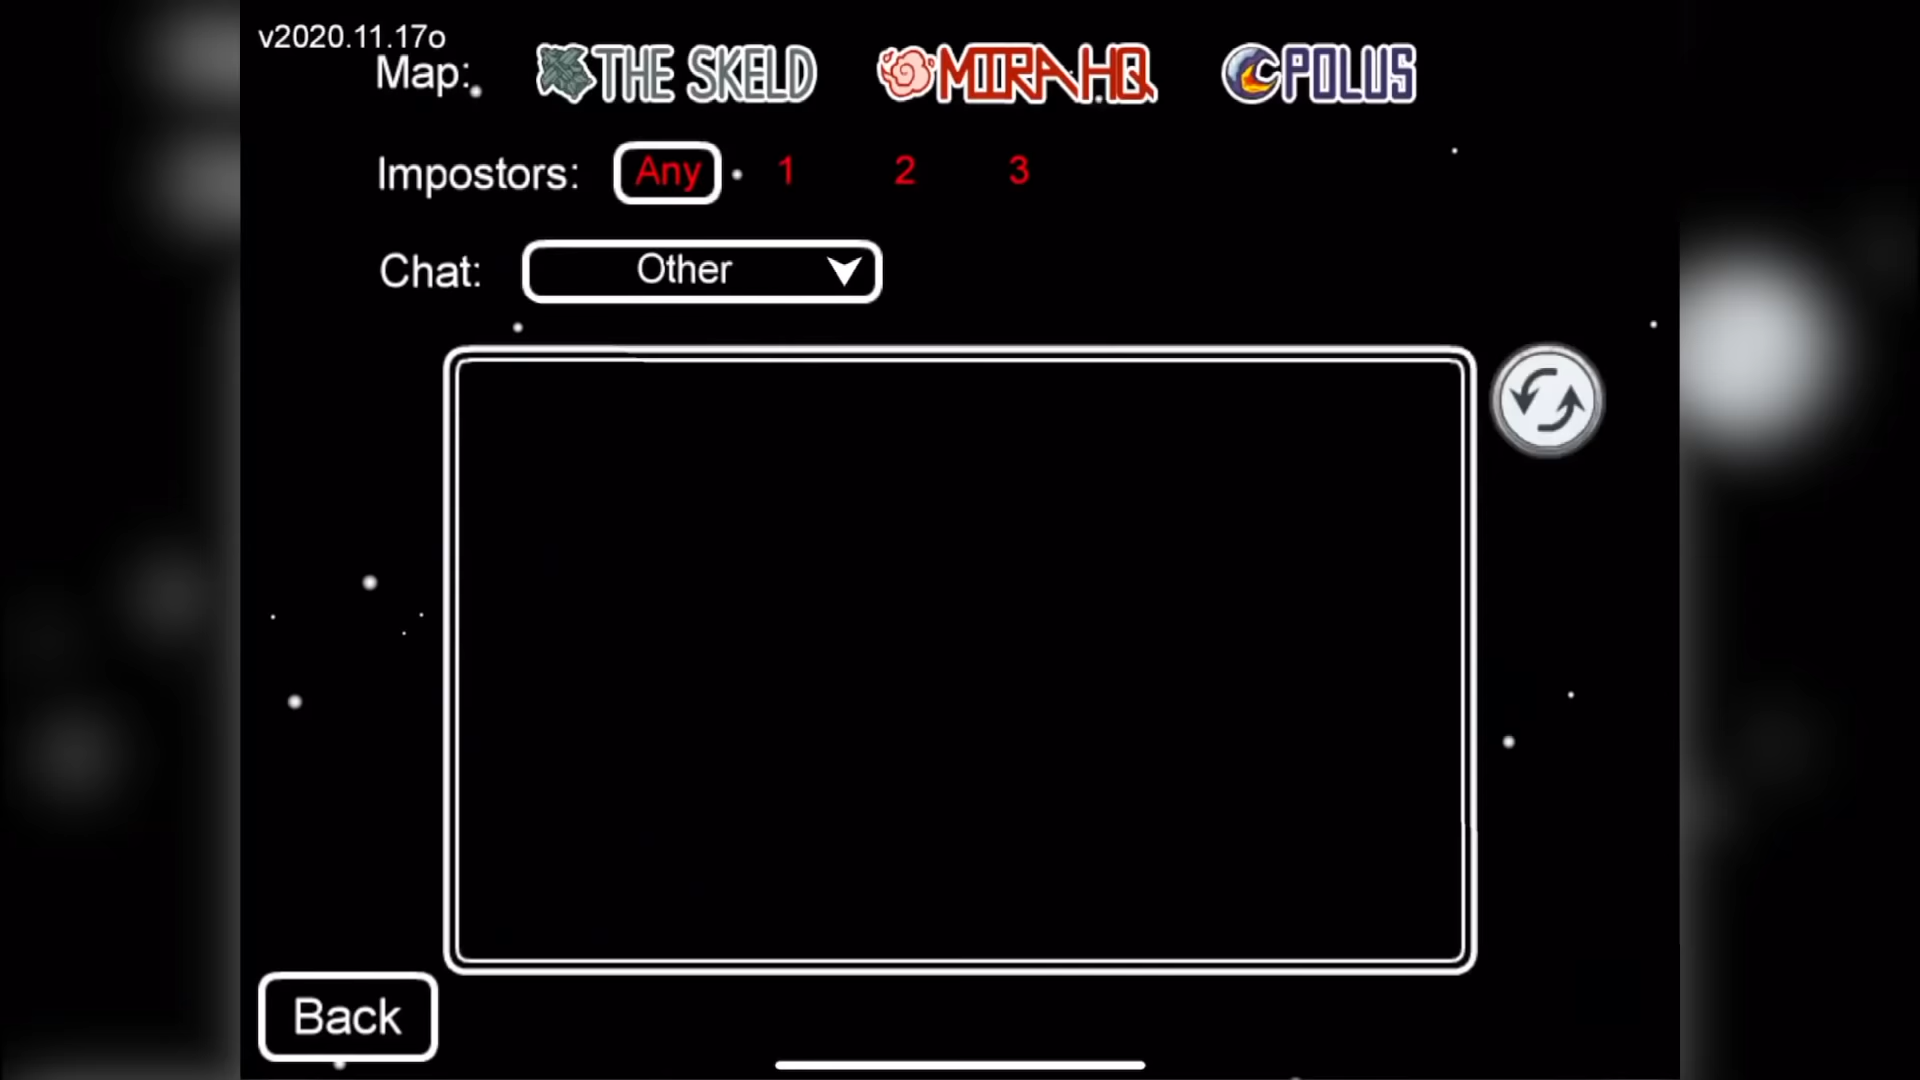 v2020.11.17o
Map: THE SKELD MIRA HQ POLUS
Impostors: Any 1 2 3
Chat: Other
Back